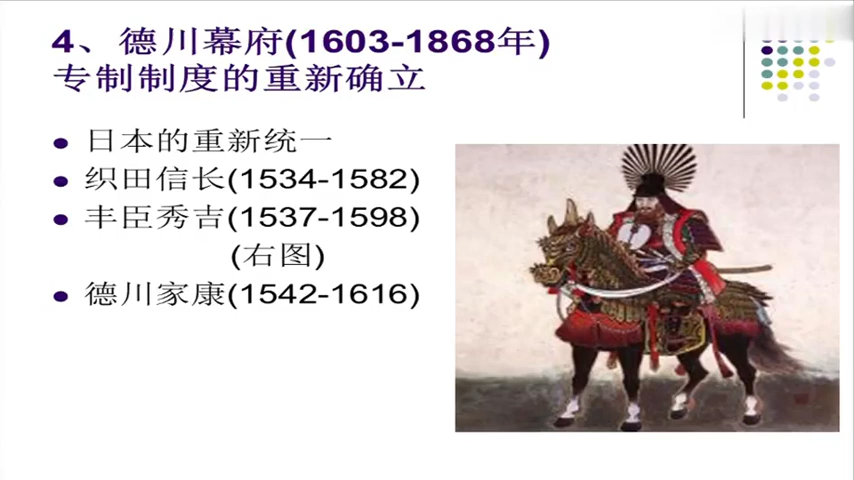 4、德川幕府(1603-1868年)
专制制度的重新确立
日本的重新统一
织田信长(1534-1582)
丰臣秀吉(1537-1598)
(右图)
德川家康(1542-1616)